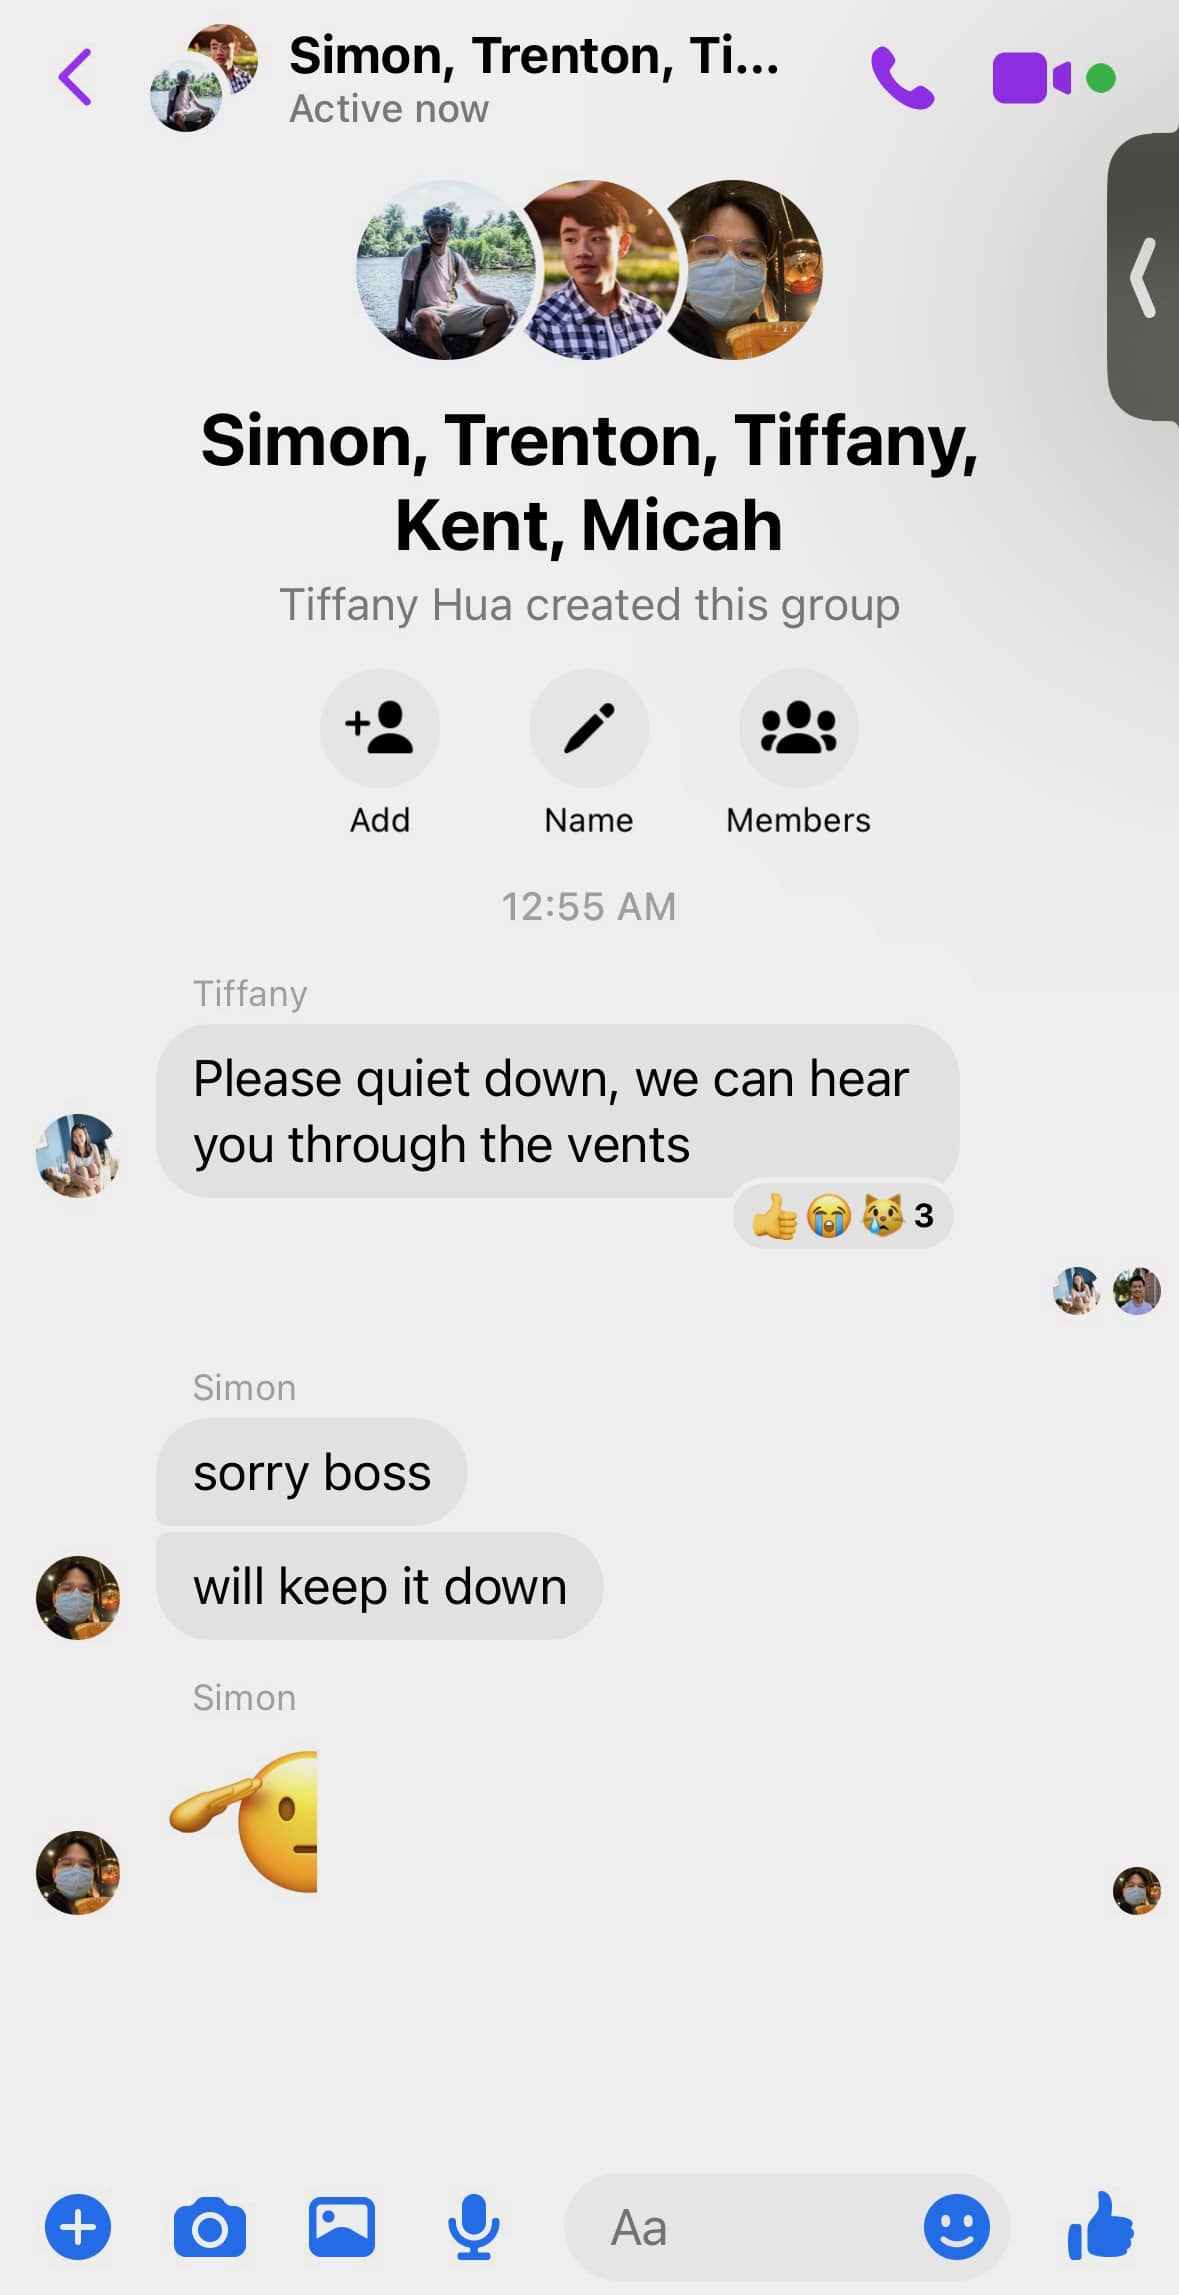 Simon, Trenton, Ti...
Active now
Simon, Trenton, Tiffany,
Kent, Micah
Tiffany Hua created this group
Add
Name
Members
12:55 AM
Tiffany
Please quiet down, we can hear
you through the vents
3
Simon
sorry boss
will keep it down
Simon
Aa